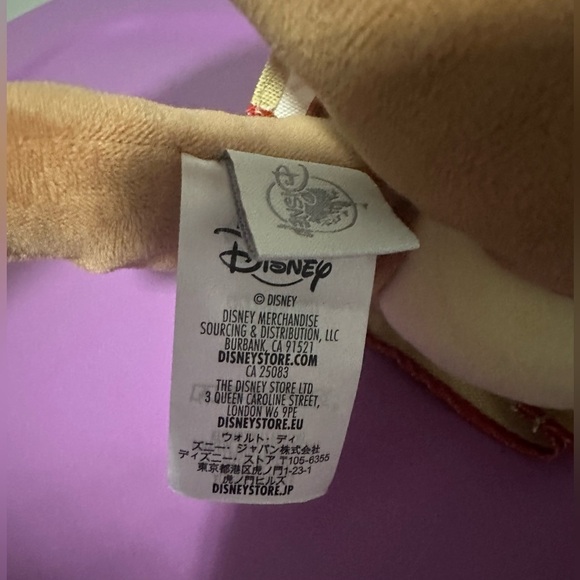 Disney
Disney
© DISNEY
DISNEY MERCHANDISE
SOURCING & DISTRIBUTION, LLC
BURBANK, CA 91521
DISNEYSTORE.COM
CA 25083
THE DISNEY STORE LTD
3 QUEEN CAROLINE STREET,
LONDON W6 9PE
DISNEYSTORE.EU
ウォルト・ディ
ズニー・ジャパン株式会社
ディズニー・ストア 〒105-6355
東京都港区虎ノ門1-23-1
虎ノ門ヒルズ
DISNEYSTORE.JP